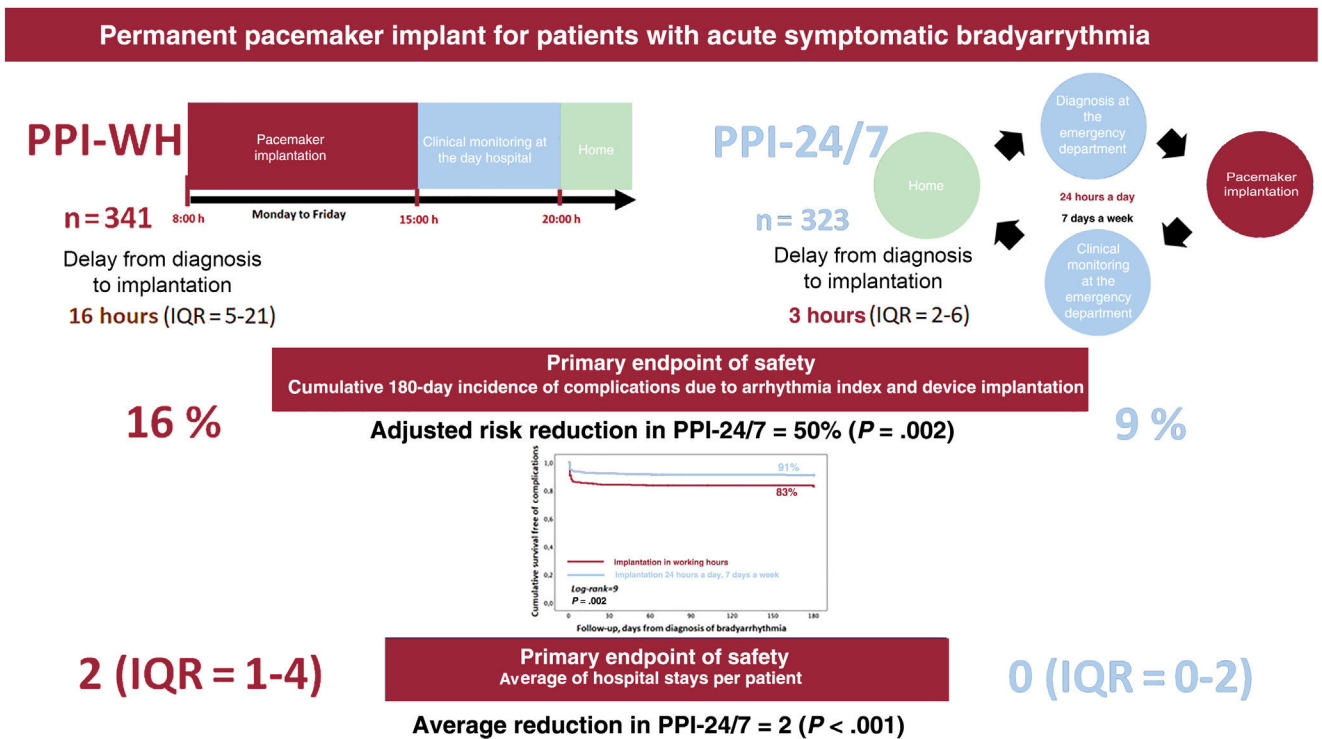 Permanent pacemaker implant for patients with acute symptomatic bradyarrythmia
PPI-WH
Pacemaker
implantation
Clinical monitoring at
the day hospital
Home
8:00 h
Monday to Friday
15:00 h
20:00 h
n = 341
Delay from diagnosis
to implantation
16 hours (IQR = 5-21)
PPI-24/7
n = 323
Delay from diagnosis
to implantation
3 hours (IQR = 2-6)
Home
Diagnosis at
the
emergency
department
Pacemaker
implantation
24 hours a day
7 days a week
Clinical
monitoring
at the
emergency
department
Primary endpoint of safety
Cumulative 180-day incidence of complications due to arrhythmia index and device implantation
16 %
Adjusted risk reduction in PPI-24/7 = 50% (P = .002)
9 %
Cumulative survival free of complications
1,0
0,8
0,6
0,4
0,2
0,0
91%
83%
Implantation in working hours
Implantation 24 hours a day, 7 days a week
Log-rank=9
P = .002
0
30
60
90
120
150
180
Follow-up, days from diagnosis of bradyarrhythmia
2 (IQR = 1-4)
Primary endpoint of safety
Average of hospital stays per patient
0 (IQR = 0-2)
Average reduction in PPI-24/7 = 2 (P < .001)